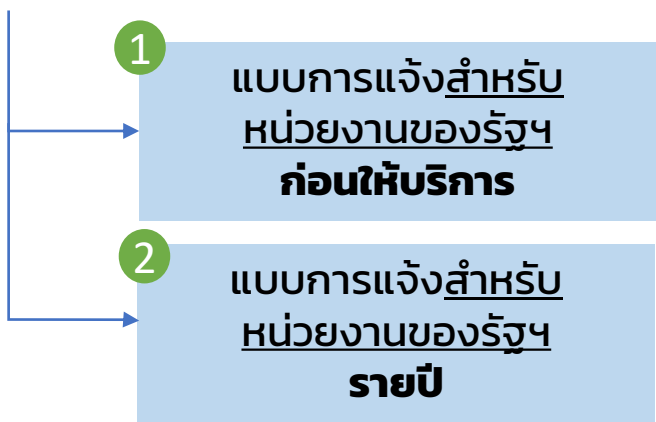 1
แบบการแจ้งสำหรับ
หน่วยงานของรัฐฯ
ก่อนให้บริการ
2
แบบการแจ้งสำหรับ
หน่วยงานของรัฐฯ
รายปี